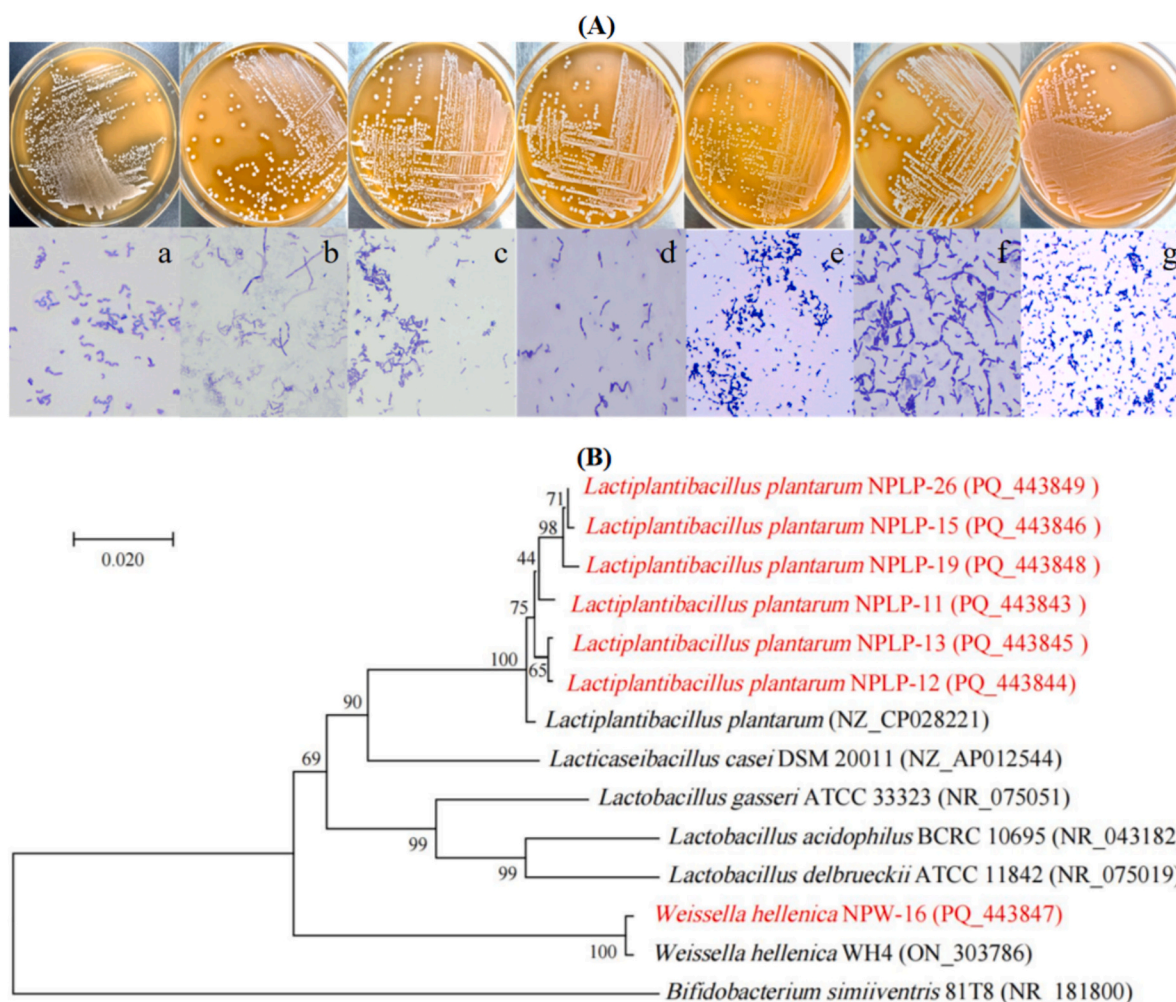 (A)
a b c d e f g
(B)
Lactiplantibacillus plantarum NPLP-26 (PQ_443849 )
71
Lactiplantibacillus plantarum NPLP-15 (PQ_443846 )
98
0.020
44
Lactiplantibacillus plantarum NPLP-19 (PQ_443848 )
Lactiplantibacillus plantarum NPLP-11 (PQ_443843 )
75
Lactiplantibacillus plantarum NPLP-13 (PQ_443845 )
100
65
Lactiplantibacillus plantarum NPLP-12 (PQ_443844)
90
Lactiplantibacillus plantarum (NZ_CP028221)
69
Lacticaseibacillus casei DSM 20011 (NZ_AP012544)
Lactobacillus gasseri ATCC 33323 (NR_075051)
99
Lactobacillus acidophilus BCRC 10695 (NR_043182
99
Lactobacillus delbrueckii ATCC 11842 (NR_075019)
Weissella hellenica NPW-16 (PQ_443847)
100
Weissella hellenica WH4 (ON_303786)
Bifidobacterium simiiventris 81T8 (NR_181800)